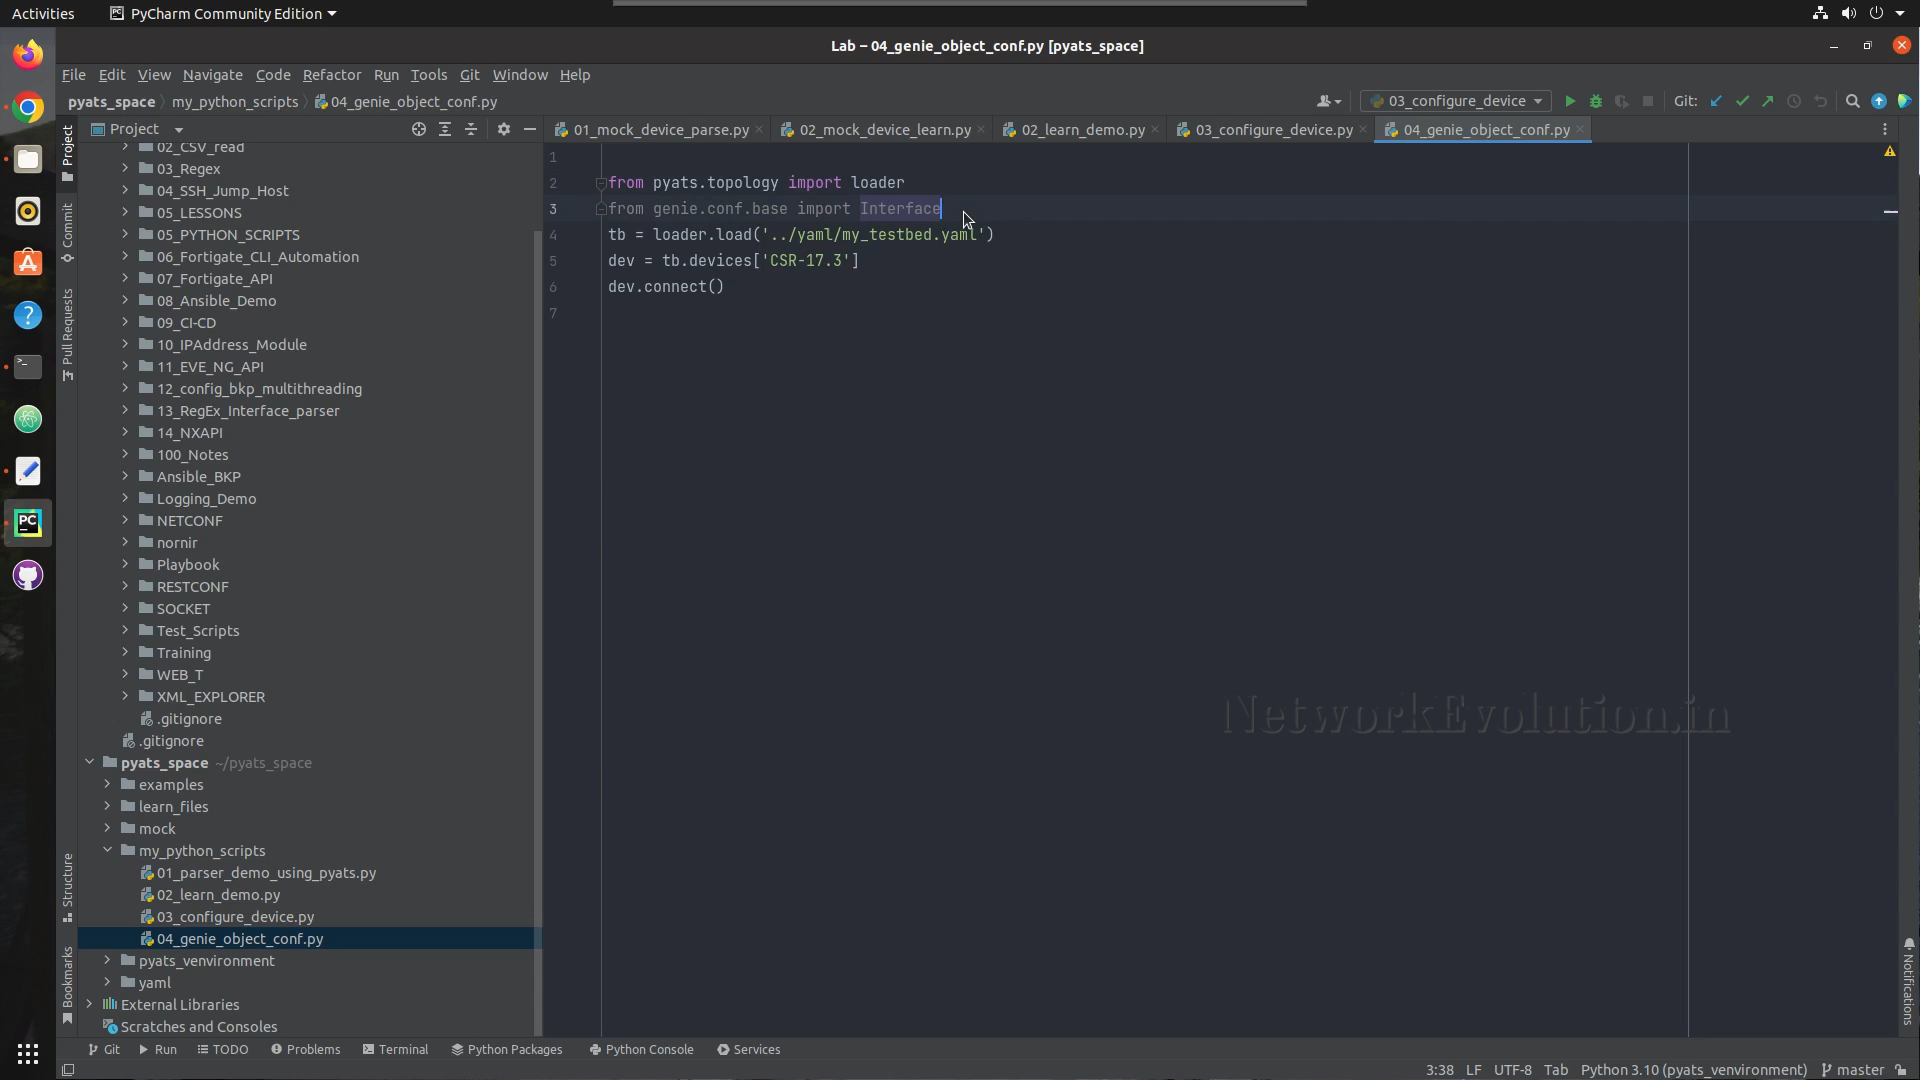 Activities
PyCharm Community Edition
Lab – 04_genie_object_conf.py [pyats_space]
File Edit View Navigate Code Refactor Run Tools Git Window Help
pyats_space my_python_scripts 04_genie_object_conf.py
03_configure_device
Git:
Project
01_mock_device_parse.py
02_mock_device_learn.py
02_learn_demo.py
03_configure_device.py
04_genie_object_conf.py
Project
Commit
Pull Requests
Structure
Bookmarks
02_CSV_read
03_Regex
04_SSH_Jump_Host
05_LESSONS
05_PYTHON_SCRIPTS
06_Fortigate_CLI_Automation
07_Fortigate_API
08_Ansible_Demo
09_CI-CD
10_IPAddress_Module
11_EVE_NG_API
12_config_bkp_multithreading
13_RegEx_Interface_parser
14_NXAPI
100_Notes
Ansible_BKP
Logging_Demo
NETCONF
nornir
Playbook
RESTCONF
SOCKET
Test_Scripts
Training
WEB_T
XML_EXPLORER
.gitignore
.gitignore
pyats_space ~/pyats_space
examples
learn_files
mock
my_python_scripts
01_parser_demo_using_pyats.py
02_learn_demo.py
03_configure_device.py
04_genie_object_conf.py
pyats_venvironment
yaml
External Libraries
Scratches and Consoles
1
2 from pyats.topology import loader
3 from genie.conf.base import Interface
4 tb = loader.load('../yaml/my_testbed.yaml')
5 dev = tb.devices['CSR-17.3']
6 dev.connect()
7
NetworkEvolution.in
Notifications
Git Run TODO Problems Terminal Python Packages Python Console Services
3:38 LF UTF-8 Tab Python 3.10 (pyats_venvironment) master